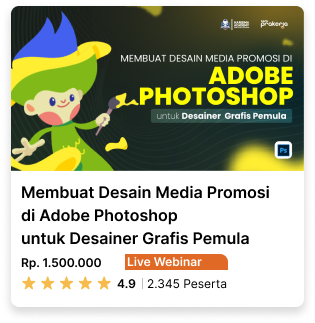 prakerja
MEMBUAT DESAIN MEDIA PROMOSI DI
ADOBE
PHOTOSHOP
untuk Desainer Grafis Pemula
Ps
Membuat Desain Media Promosi
di Adobe Photoshop
untuk Desainer Grafis Pemula
Rp. 1.500.000
Live Webinar
4.9
2.345 Peserta